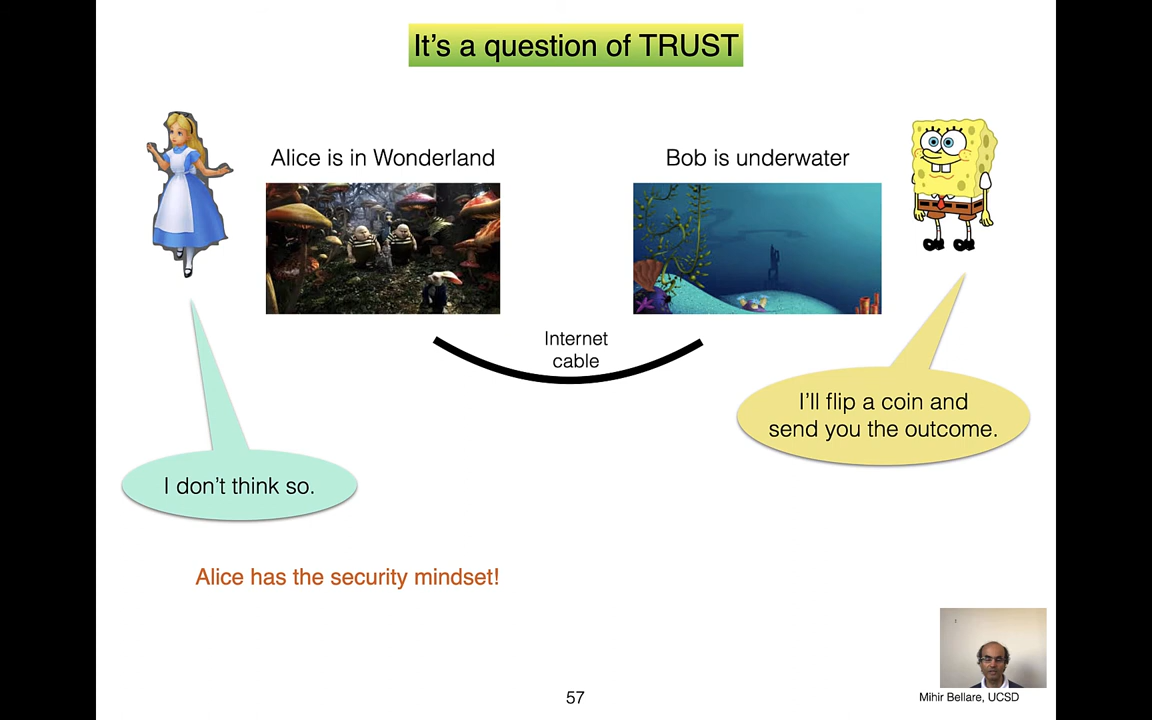 It's a question of TRUST
Alice is in Wonderland
Bob is underwater
Internet
cable
I'll flip a coin and
send you the outcome.
I don't think so.
Alice has the security mindset!
57
Mihir Bellare, UCSD